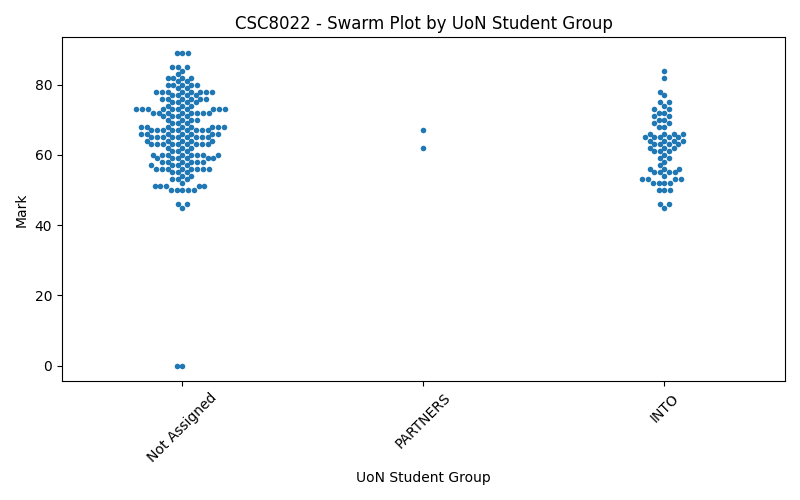 CSC8022 - Swarm Plot by UoN Student Group
Mark
80
60
40
20
0
Not Assigned
PARTNERS
INTO
UoN Student Group